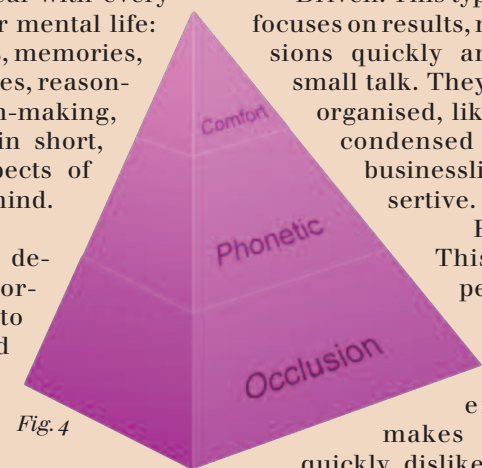 ear with every
r mental life:
s, memories,
es, reason-
n-making,
in short,
pects of
mind.
de-
or-
to
d
Comfort
Phonetic
Occlusion
Fig. 4
Driven. This typ
focuses on results, r
sions quickly an
small talk. They
organised, lik
condensed
businessli
sertive.
This
pe
e
makes
quickly, dislike